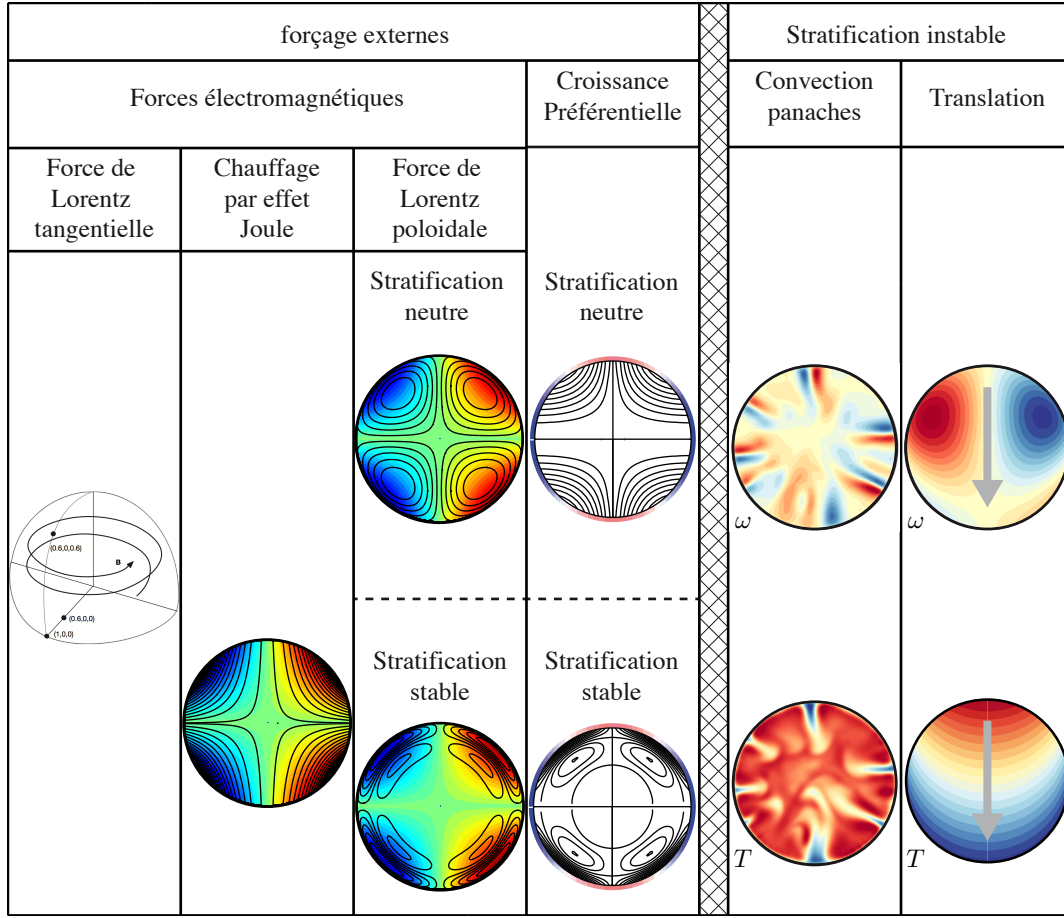 forçage externes
Stratification instable
Forces électromagnétiques
Croissance
Préférentielle
Convection
panaches
Translation
Force de
Lorentz
tangentielle
Chauffage
par effet
Joule
Force de
Lorentz
poloidale
Stratification
neutre
Stratification
neutre
ω
ω
(0.6,0,0.6)
B
(0.6,0,0)
(1,0,0)
Stratification
stable
Stratification
stable
T
T